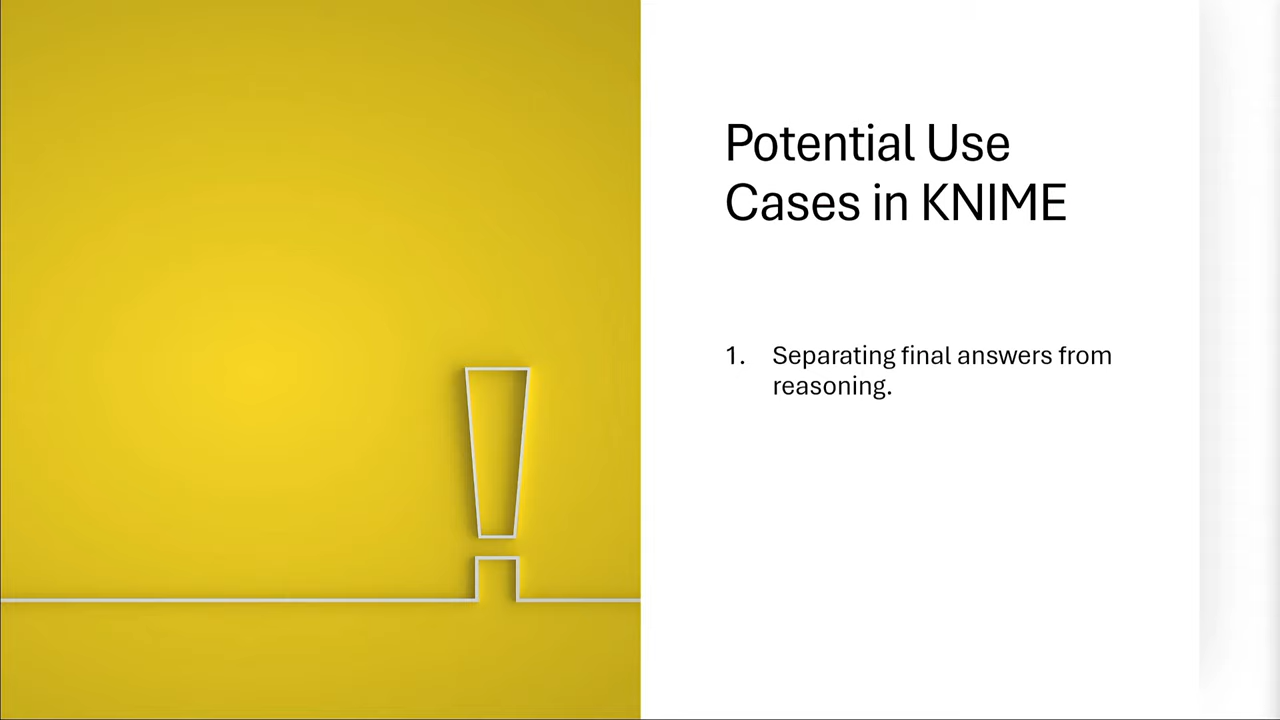 Potential Use
Cases in KNIME
1. Separating final answers from
reasoning.